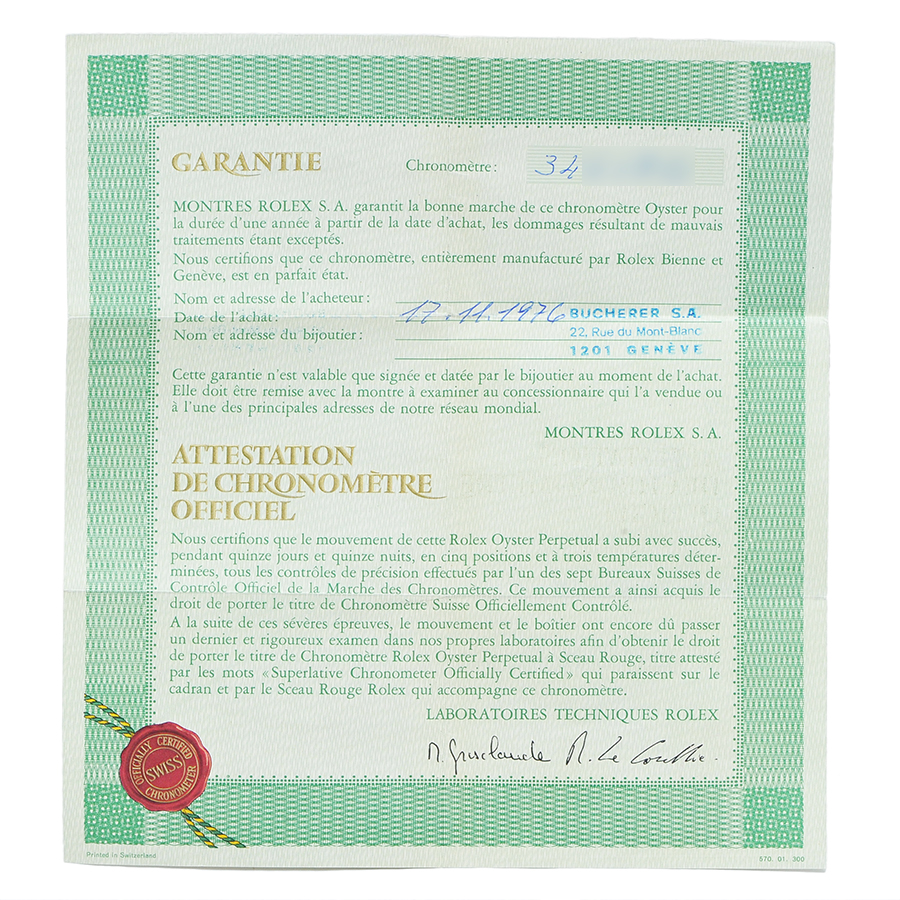 GARANTIE
Chronomètre: 34
MONTRES ROLEX S. A. garantit la bonne marche de ce chronomètre Oyster pour
la durée d'une année à partir de la date d'achat, les dommages résultant de mauvais
traitements étant exceptés.
Nous certifions que ce chronomètre, entièrement manufacturé par Rolex Bienne et
Genève, est en parfait état.
Nom et adresse de l'acheteur:
Date de l'achat: 17.11.1976 BUCHERER S.A.
Nom et adresse du bijoutier: 22, Rue du Mont-Blanc
1201 GENÈVE
Cette garantie n'est valable que signée et datée par le bijoutier au moment de l'achat.
Elle doit être remise avec la montre à examiner au concessionnaire qui l'a vendue ou
à l'une des principales adresses de notre réseau mondial.
MONTRES ROLEX S. A.
ATTESTATION
DE CHRONOMÈTRE
OFFICIEL
Nous certifions que le mouvement de cette Rolex Oyster Perpetual a subi avec succès,
pendant quinze jours et quinze nuits, en cinq positions et à trois températures déter-
minées, tous les contrôles de précision effectués par l'un des sept Bureaux Suisses de
Contrôle Officiel de la Marche des Chronomètres. Ce mouvement a ainsi acquis le
droit de porter le titre de Chronomètre Suisse Officiellement Contrôlé.
A la suite de ces sévères épreuves, le mouvement et le boîtier ont encore dû passer
un dernier et rigoureux examen dans nos propres laboratoires afin d'obtenir le droit
de porter le titre de Chronomètre Rolex Oyster Perpetual à Sceau Rouge, titre attesté
par les mots «Superlative Chronometer Officially Certified» qui paraissent sur le
cadran et par le Sceau Rouge Rolex qui accompagne ce chronomètre.
LABORATOIRES TECHNIQUES ROLEX
OFFICIALLY CERTIFIED
SWISS
CHRONOMETER
Printed in Switzerland
570. 01. 300